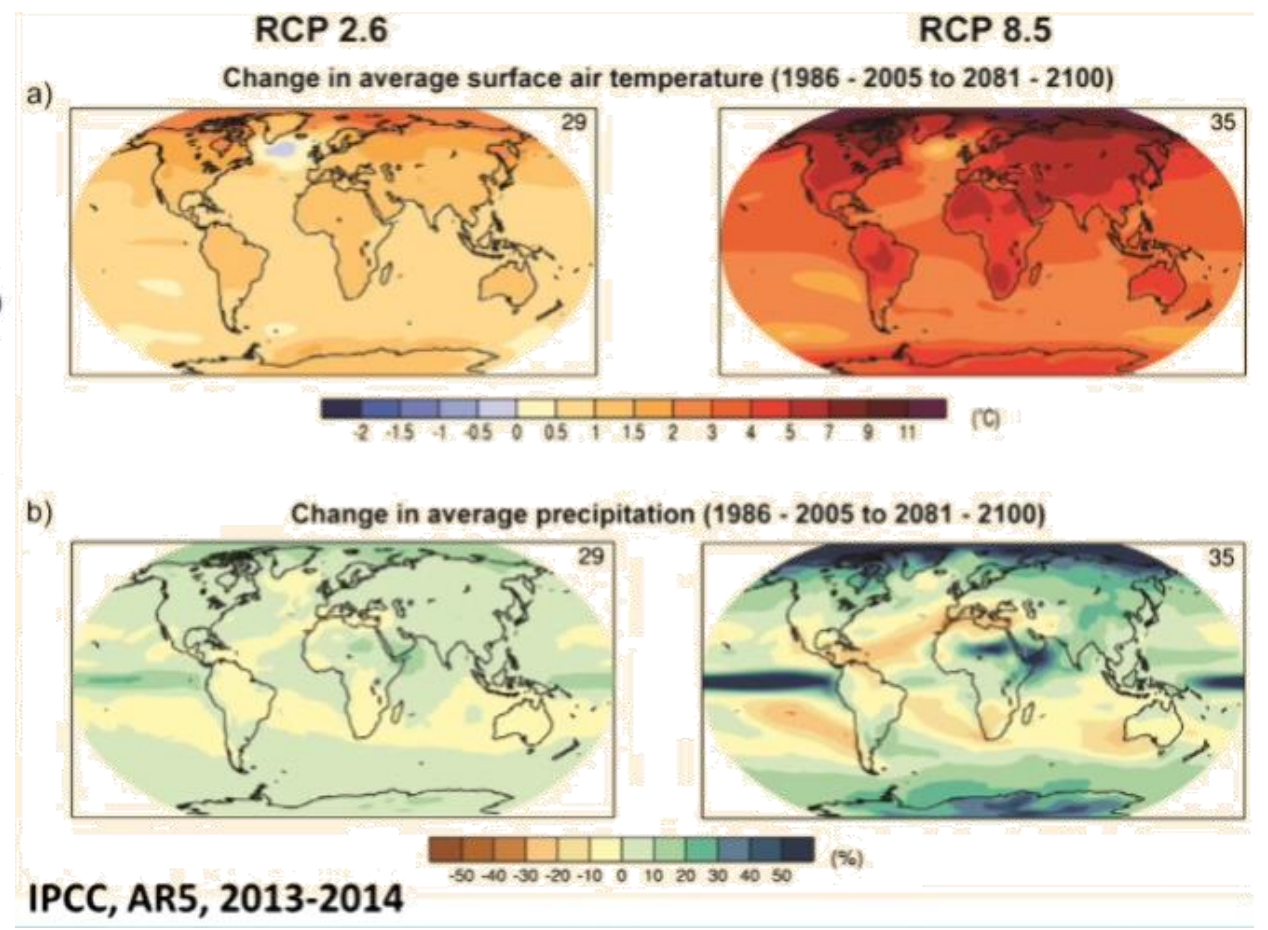 RCP 2.6 RCP 8.5
Change in average surface air temperature (1986 - 2005 to 2081 - 2100)
a)
29 35
-2 -1.5 -1 -0.5 0 0.5 1 1.5 2 3 4 5 7 9 11 (°C)
b) Change in average precipitation (1986 - 2005 to 2081 - 2100)
29 35
-50 -40 -30 -20 -10 0 10 20 30 40 50 (%)
IPCC, AR5, 2013-2014